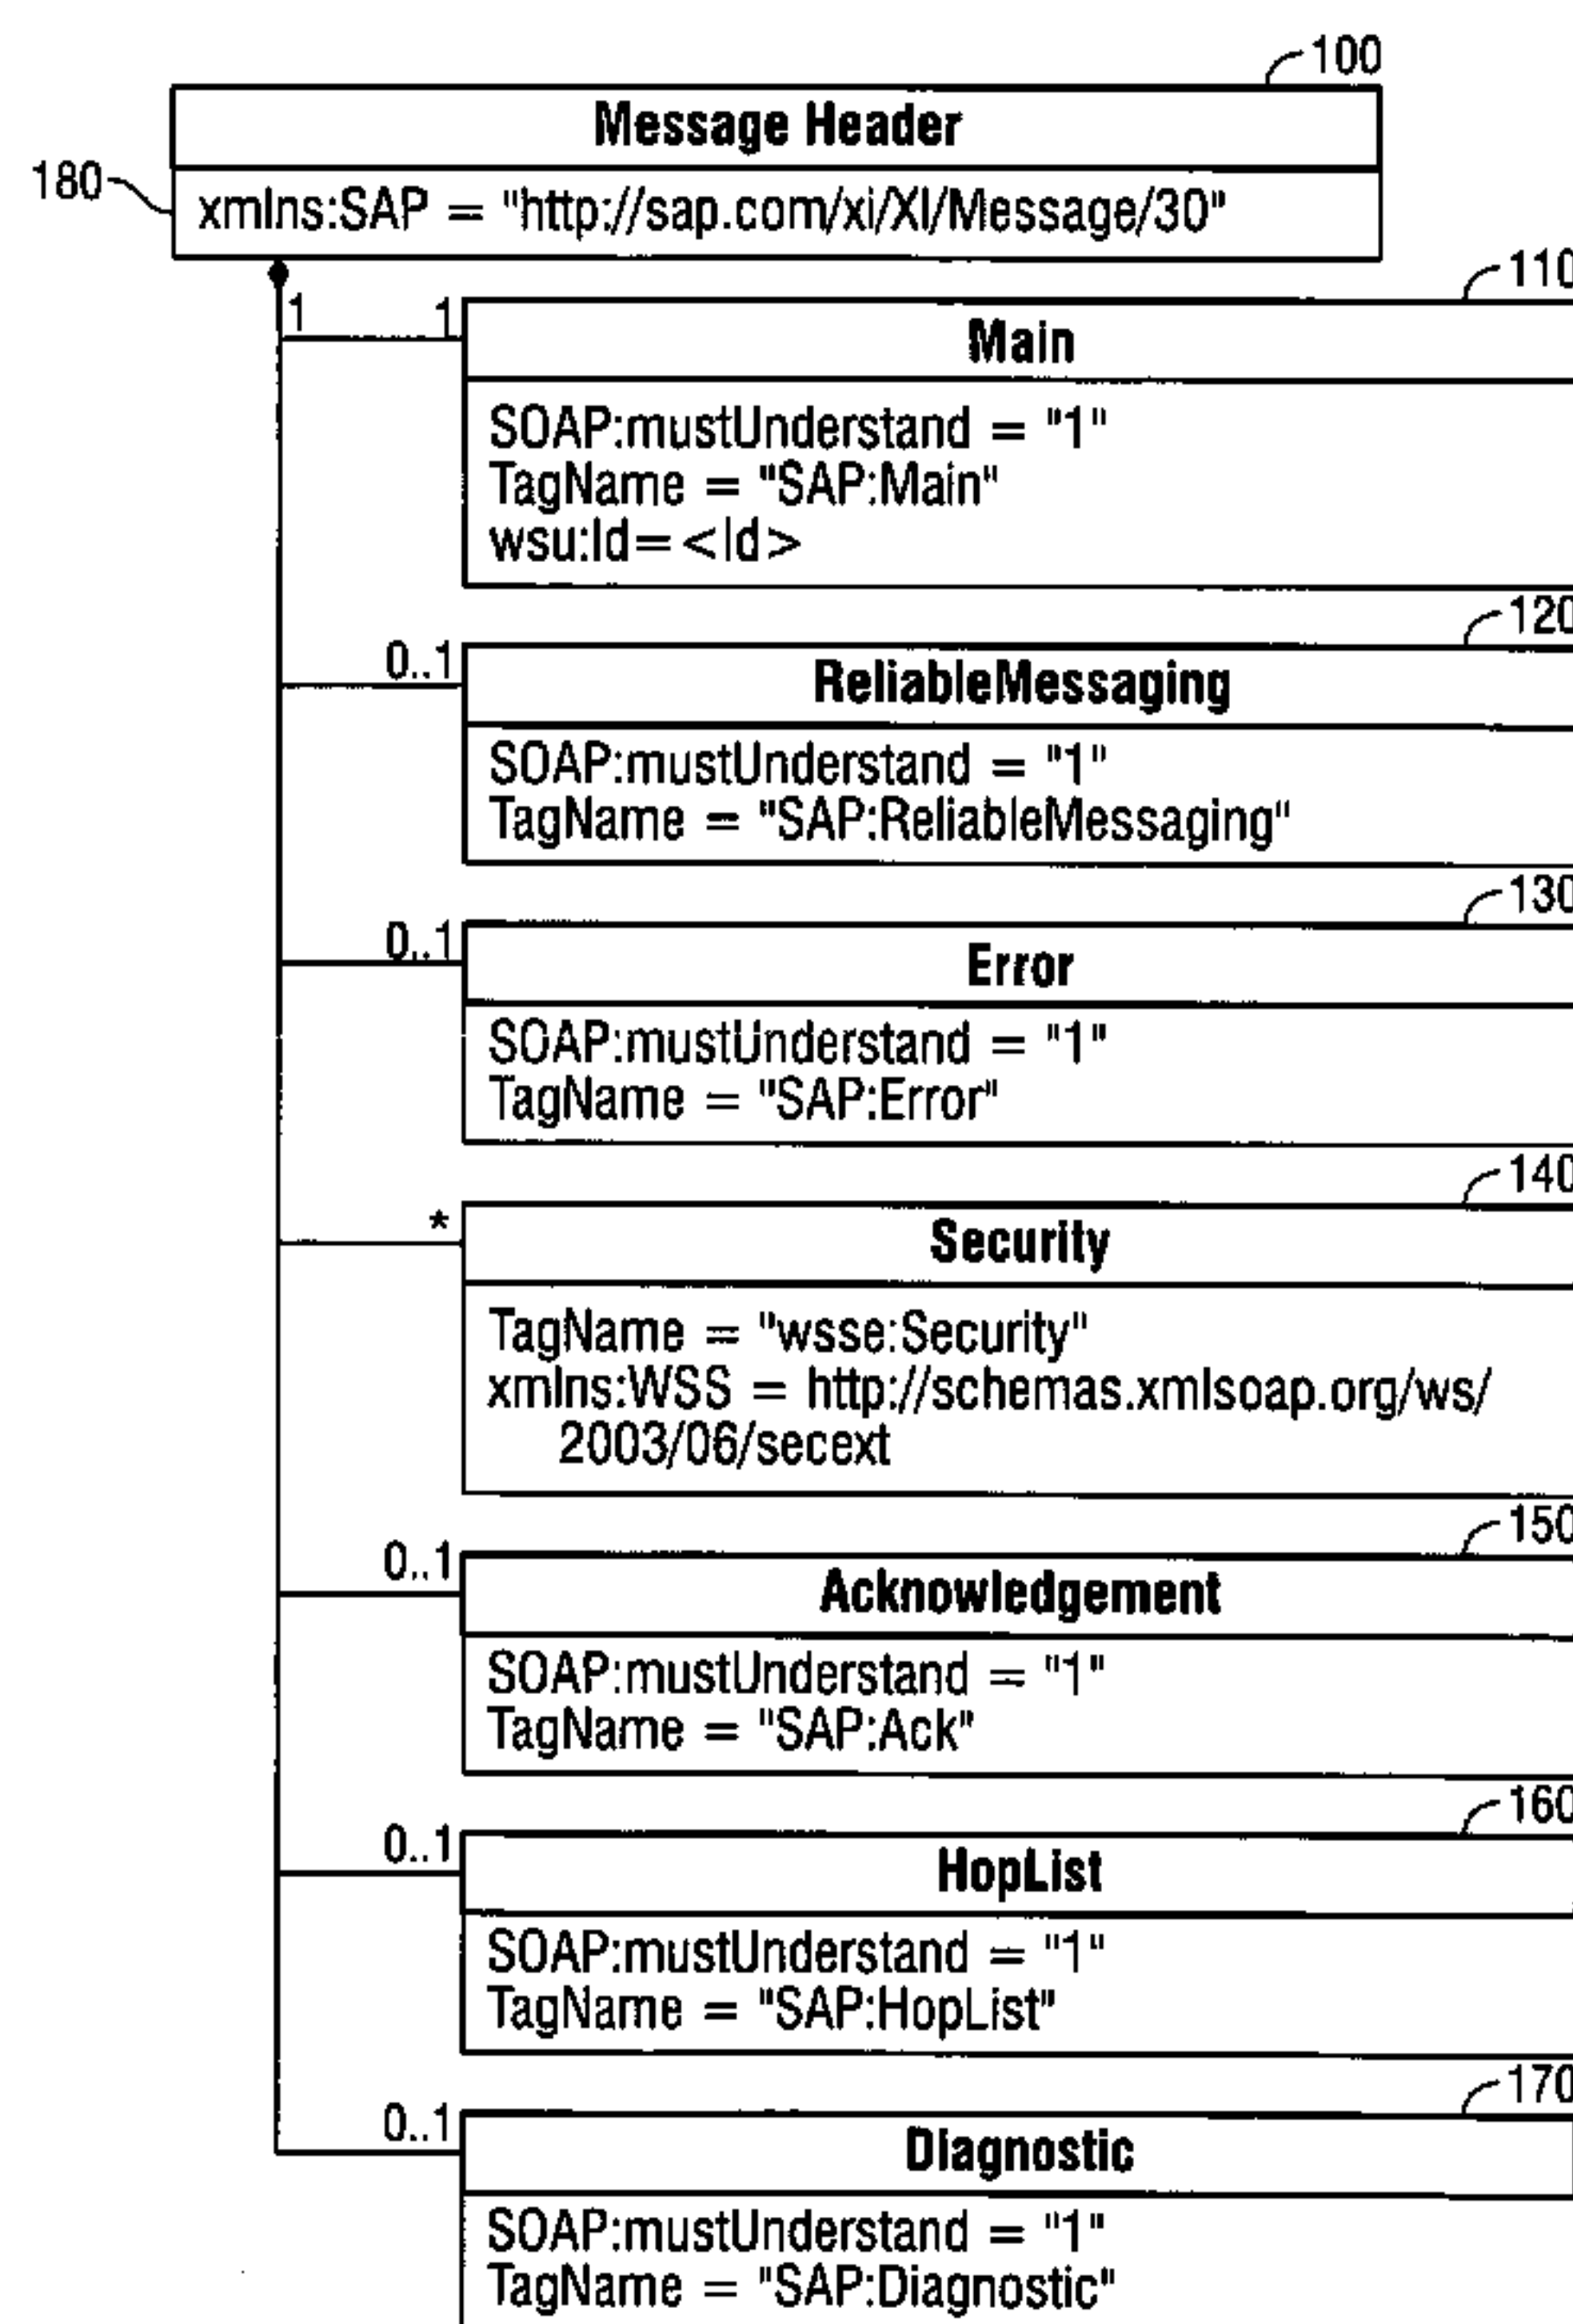 100
Message Header
180
xmlns:SAP = "http://sap.com/xi/XI/Message/30"
110
1 1
Main
SOAP:mustUnderstand = "1"
TagName = "SAP:Main"
wsu:Id=<Id>
120
0..1
ReliableMessaging
SOAP:mustUnderstand = "1"
TagName = "SAP:ReliableMessaging"
130
0..1
Error
SOAP:mustUnderstand = "1"
TagName = "SAP:Error"
140
*
Security
TagName = "wsse:Security"
xmlns:WSS = http://schemas.xmlsoap.org/ws/
2003/06/secext
150
0..1
Acknowledgement
SOAP:mustUnderstand = "1"
TagName = "SAP:Ack"
160
0..1
HopList
SOAP:mustUnderstand = "1"
TagName = "SAP:HopList"
170
0..1
Diagnostic
SOAP:mustUnderstand = "1"
TagName = "SAP:Diagnostic"